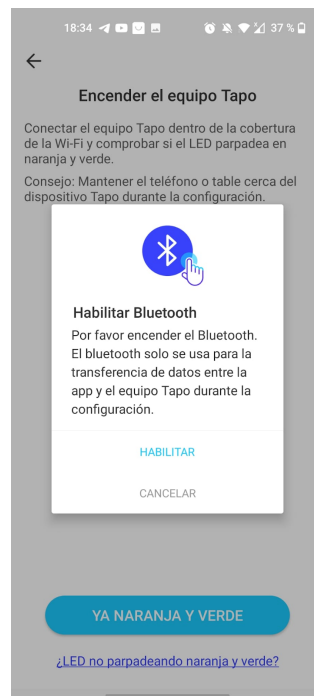 18:34
37 %
Encender el equipo Tapo
Conectar el equipo Tapo dentro de la cobertura
de la Wi-Fi y comprobar si el LED parpadea en
naranja y verde.
Consejo: Mantener el teléfono o table cerca del
dispositivo Tapo durante la configuración.
Habilitar Bluetooth
Por favor encender el Bluetooth.
El bluetooth solo se usa para la
transferencia de datos entre la
app y el equipo Tapo durante la
configuración.
HABILITAR
CANCELAR
YA NARANJA Y VERDE
¿LED no parpadeando naranja y verde?